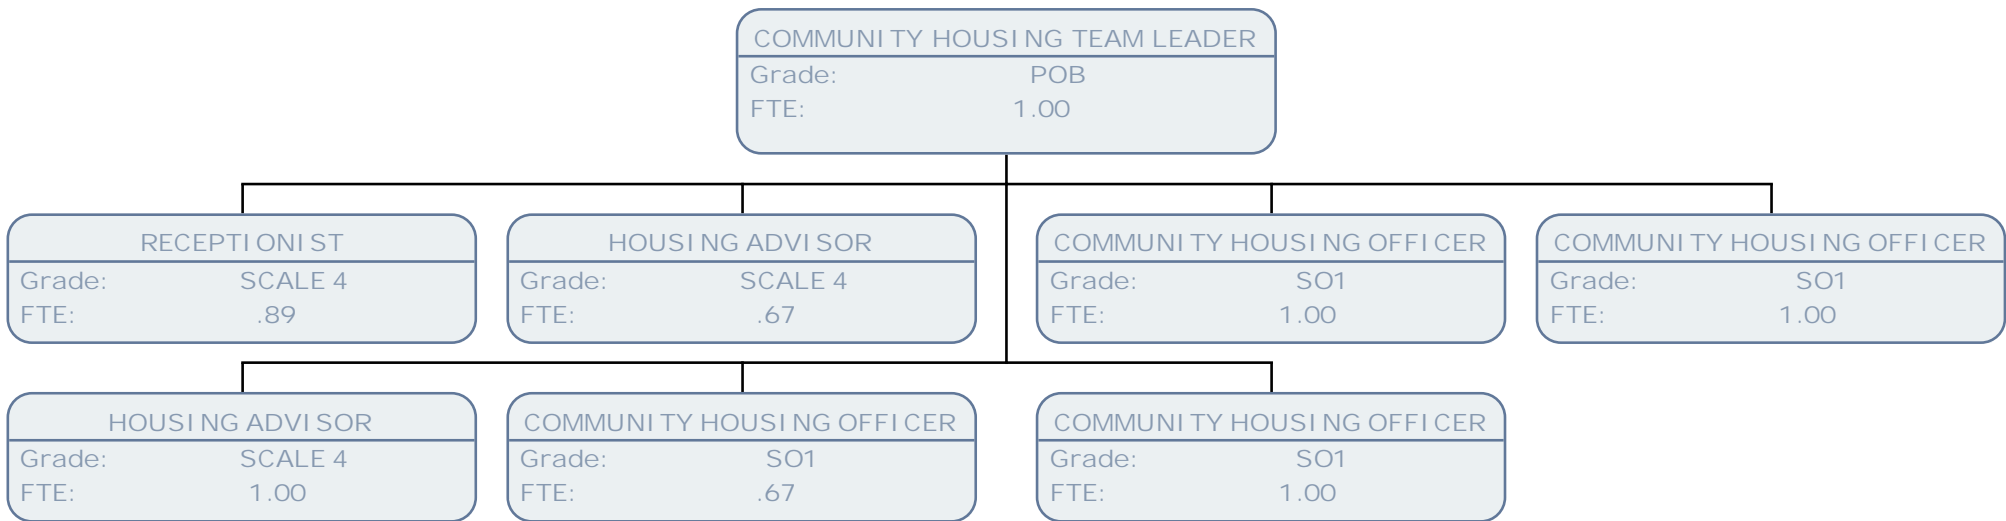 COMMUNITY HOUSING TEAM LEADER
Grade: POB
FTE: 1.00
RECEPTIONIST
Grade: SCALE 4
FTE: .89
HOUSING ADVISOR
Grade: SCALE 4
FTE: .67
COMMUNITY HOUSING OFFICER
Grade: SO1
FTE: 1.00
COMMUNITY HOUSING OFFICER
Grade: SO1
FTE: 1.00
HOUSING ADVISOR
Grade: SCALE 4
FTE: 1.00
COMMUNITY HOUSING OFFICER
Grade: SO1
FTE: .67
COMMUNITY HOUSING OFFICER
Grade: SO1
FTE: 1.00